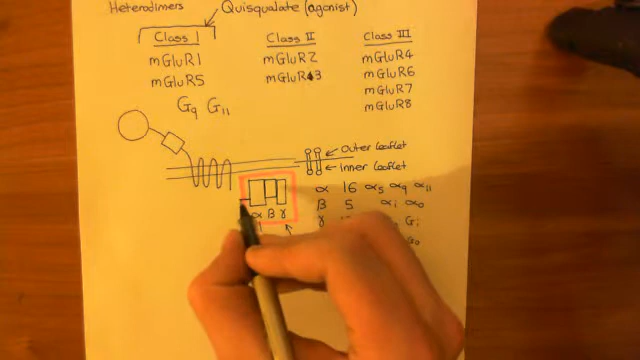 Heterodimers Quisqualate (agonist)
Class I Class II Class III
mGluR1 mGluR2 mGluR4
mGluR5 mGluR3 mGluR6
mGluR7
mGluR8
Gq G11
Outer leaflet
Inner leaflet
α 16 αs αq α11
β 5 αi αo
α β γ
γ Gi